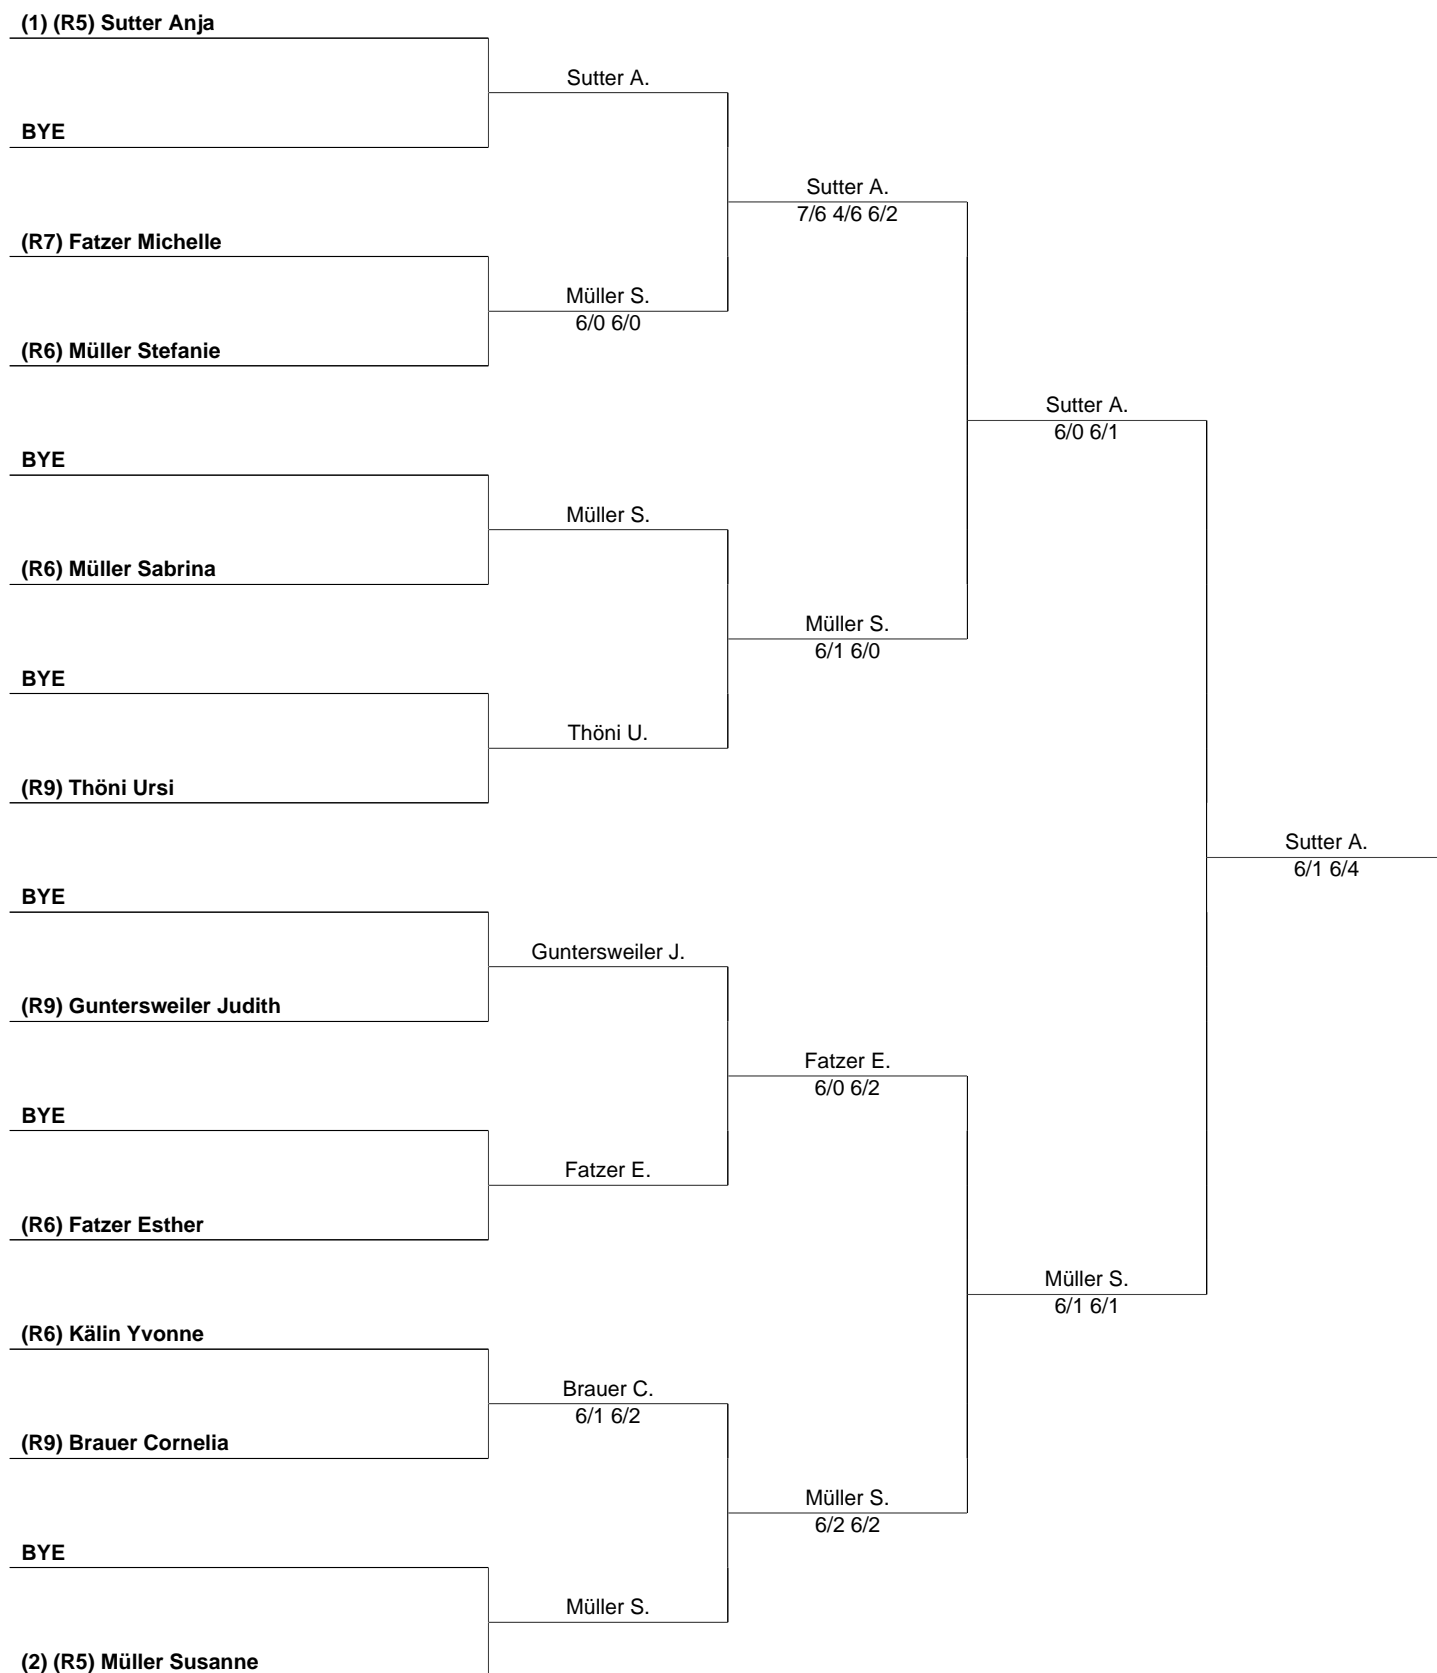 (1) (R5) Sutter Anja
Sutter A.
BYE
Sutter A.
7/6 4/6 6/2
(R7) Fatzer Michelle
Müller S.
6/0 6/0
(R6) Müller Stefanie
Sutter A.
6/0 6/1
BYE
Müller S.
(R6) Müller Sabrina
Müller S.
6/1 6/0
BYE
Thöni U.
(R9) Thöni Ursi
Sutter A.
6/1 6/4
BYE
Guntersweiler J.
(R9) Guntersweiler Judith
Fatzer E.
6/0 6/2
BYE
Fatzer E.
(R6) Fatzer Esther
Müller S.
6/1 6/1
(R6) Kälin Yvonne
Brauer C.
6/1 6/2
(R9) Brauer Cornelia
Müller S.
6/2 6/2
BYE
Müller S.
(2) (R5) Müller Susanne